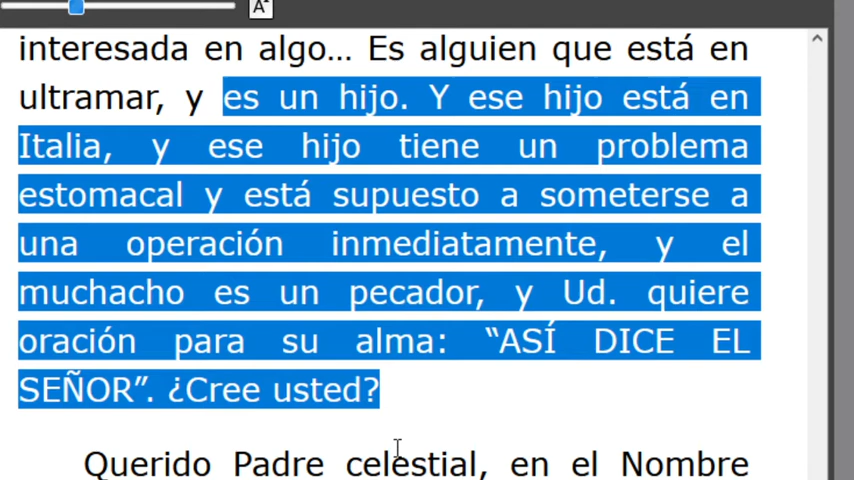 A
interesada en algo… Es alguien que está en
ultramar, y es un hijo. Y ese hijo está en
Italia, y ese hijo tiene un problema
estomacal y está supuesto a someterse a
una operación inmediatamente, y el
muchacho es un pecador, y Ud. quiere
oración para su alma: “ASÍ DICE EL
SEÑOR”. ¿Cree usted?
Querido Padre celestial, en el Nombre